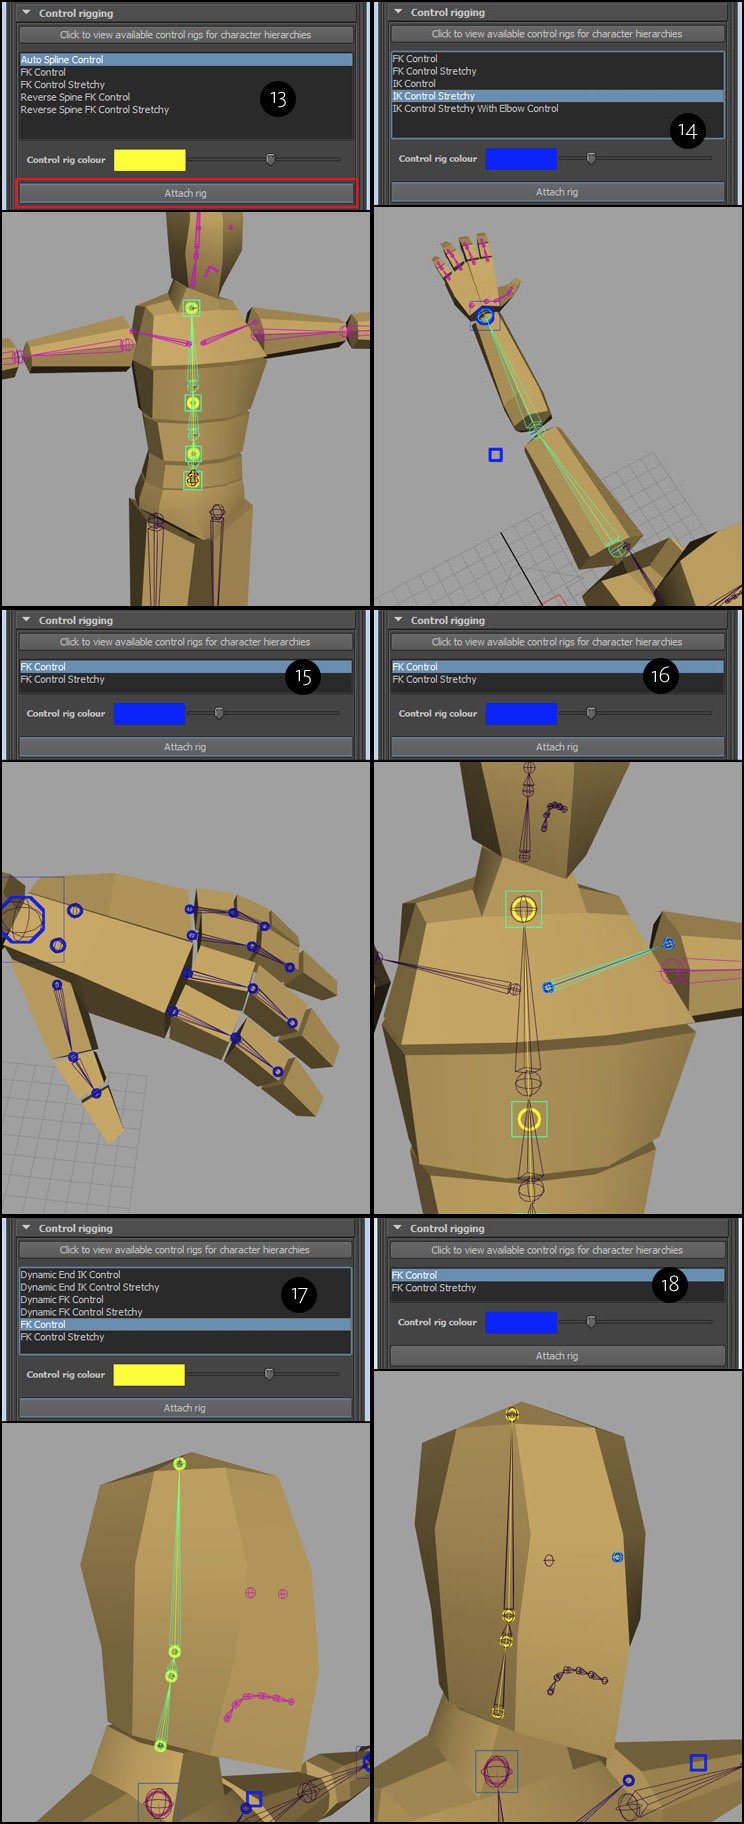 Control rigging
Click to view available control rigs for character hierarchies
Auto Spline Control
FK Control
FK Control Stretchy
Reverse Spine FK Control
Reverse Spine FK Control Stretchy
13
Control rig colour
Attach rig
Control rigging
Click to view available control rigs for character hierarchies
FK Control
FK Control Stretchy
IK Control
IK Control Stretchy
IK Control Stretchy With Elbow Control
14
Control rig colour
Attach rig
Control rigging
Click to view available control rigs for character hierarchies
FK Control
FK Control Stretchy
15
Control rig colour
Attach rig
Control rigging
Click to view available control rigs for character hierarchies
FK Control
FK Control Stretchy
16
Control rig colour
Attach rig
Control rigging
Click to view available control rigs for character hierarchies
Dynamic End IK Control
Dynamic End IK Control Stretchy
Dynamic FK Control
Dynamic FK Control Stretchy
FK Control
FK Control Stretchy
17
Control rig colour
Attach rig
Control rigging
Click to view available control rigs for character hierarchies
FK Control
FK Control Stretchy
18
Control rig colour
Attach rig